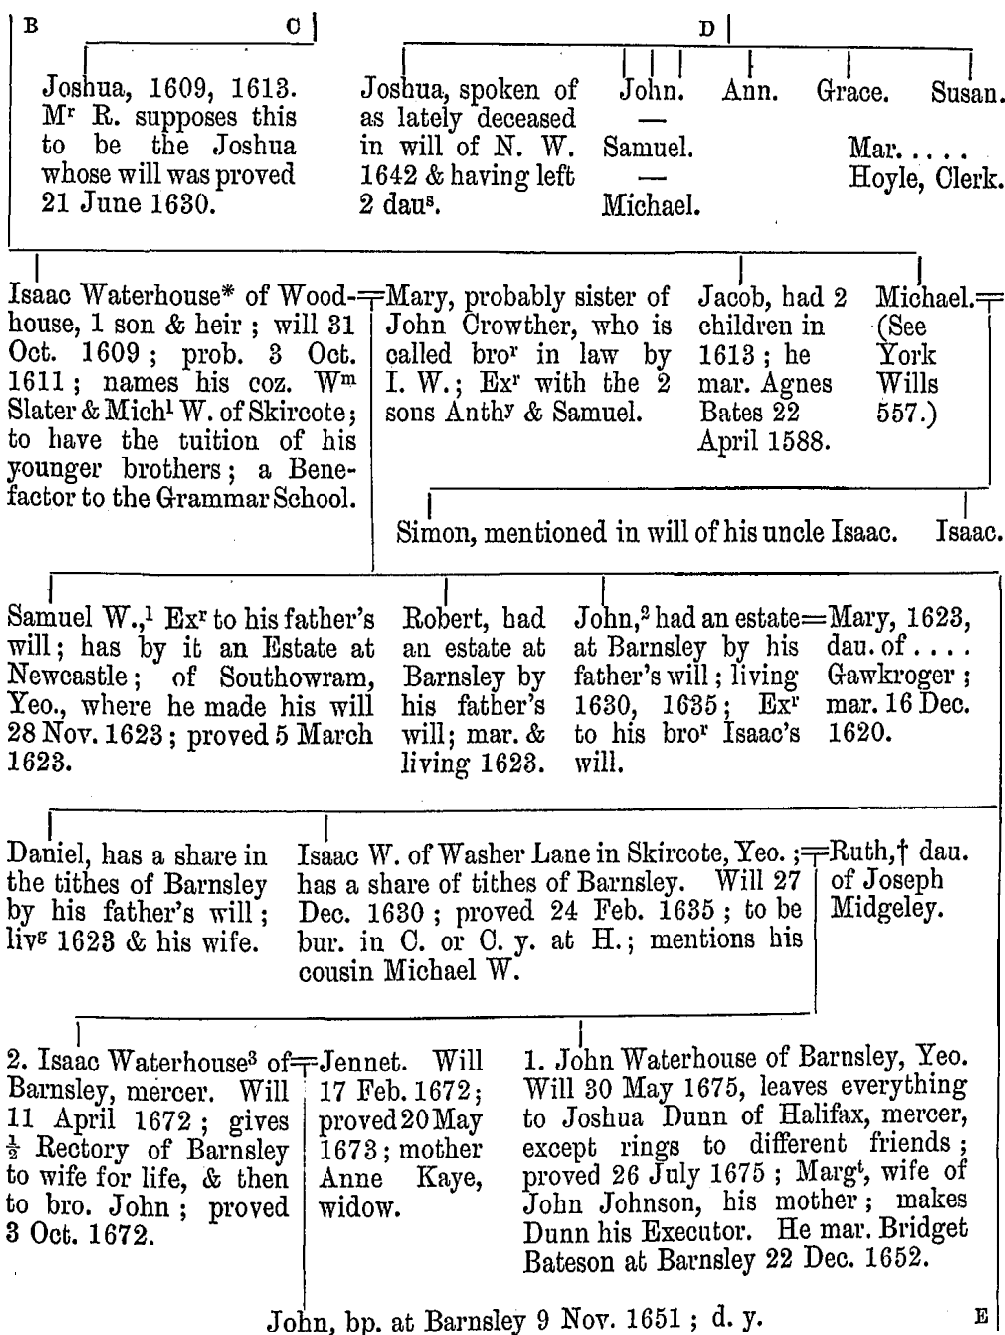 B C D
Joshua, 1609, 1613.
Mr R. supposes this
to be the Joshua
whose will was proved
21 June 1630.
Joshua, spoken of
as lately deceased
in will of N. W.
1642 & having left
2 daus.
John.
—
Samuel.
—
Michael.
Ann.
Grace.
Susan.
Mar. . . . .
Hoyle, Clerk.
Isaac Waterhouse* of Wood-
house, 1 son & heir ; will 31
Oct. 1609 ; prob. 3 Oct.
1611 ; names his coz. Wm
Slater & Michl W. of Skircote;
to have the tuition of his
younger brothers ; a Bene-
factor to the Grammar School.
Mary, probably sister of
John Crowther, who is
called bror in law by
I. W.; Exr with the 2
sons Anthy & Samuel.
Jacob, had 2
children in
1613 ; he
mar. Agnes
Bates 22
April 1588.
Michael.
(See
York
Wills
557.)
Simon, mentioned in will of his uncle Isaac.
Isaac.
Samuel W.,1 Exr to his father's
will; has by it an Estate at
Newcastle; of Southowram,
Yeo., where he made his will
28 Nov. 1623 ; proved 5 March
1623.
Robert, had
an estate at
Barnsley by
his father's
will; mar. &
living 1623.
John,2 had an estate=
at Barnsley by his
father's will ; living
1630, 1635; Exr
to his bror Isaac's
will.
Mary, 1623,
dau. of . . . .
Gawkroger ;
mar. 16 Dec.
1620.
Daniel, has a share in
the tithes of Barnsley
by his father's will ;
livg 1623 & his wife.
Isaac W. of Washer Lane in Skircote, Yeo. ;
has a share of tithes of Barnsley. Will 27
Dec. 1630 ; proved 24 Feb. 1635 ; to be
bur. in C. or C. y. at H. ; mentions his
cousin Michael W.
Ruth,† dau.
of Joseph
Midgeley.
2. Isaac Waterhouse3 of
Barnsley, mercer. Will
11 April 1672 ; gives
½ Rectory of Barnsley
to wife for life, & then
to bro. John ; proved
3 Oct. 1672.
Jennet. Will
17 Feb. 1672;
proved 20 May
1673 ; mother
Anne Kaye,
widow.
1. John Waterhouse of Barnsley, Yeo.
Will 30 May 1675, leaves everything
to Joshua Dunn of Halifax, mercer,
except rings to different friends ;
proved 26 July 1675 ; Margt, wife of
John Johnson, his mother ; makes
Dunn his Executor. He mar. Bridget
Bateson at Barnsley 22 Dec. 1652.
John, bp. at Barnsley 9 Nov. 1651 ; d. y.
E